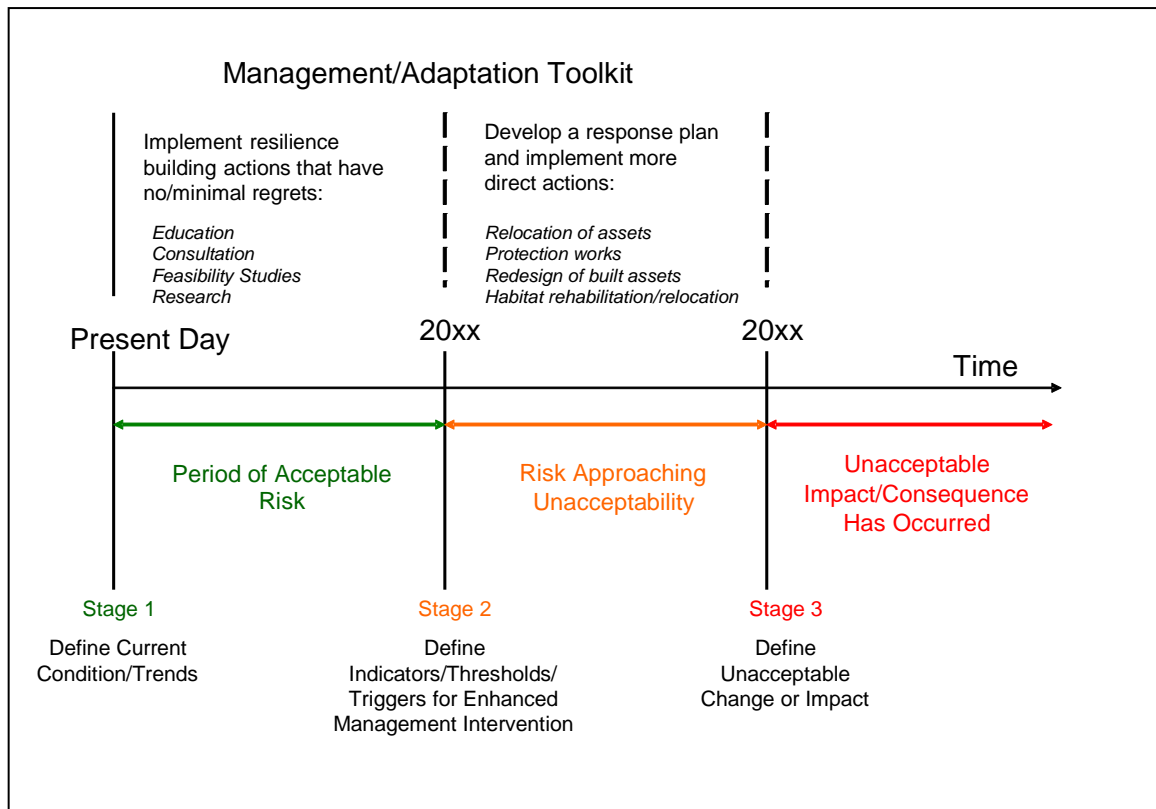 Management/Adaptation Toolkit
Implement resilience
building actions that have
no/minimal regrets:
Education
Consultation
Feasibility Studies
Research
Develop a response plan
and implement more
direct actions:
Relocation of assets
Protection works
Redesign of built assets
Habitat rehabilitation/relocation
Present Day
20xx
20xx
Time
Period of Acceptable
Risk
Risk Approaching
Unacceptability
Unacceptable
Impact/Consequence
Has Occurred
Stage 1
Define Current
Condition/Trends
Stage 2
Define
Indicators/Thresholds/
Triggers for Enhanced
Management Intervention
Stage 3
Define
Unacceptable
Change or Impact